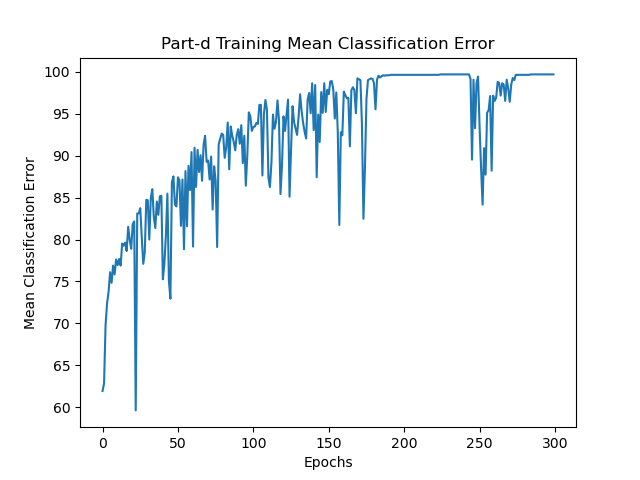 Part-d Training Mean Classification Error
Mean Classification Error
100
95
90
85
80
75
70
65
60
0 50 100 150 200 250 300
Epochs